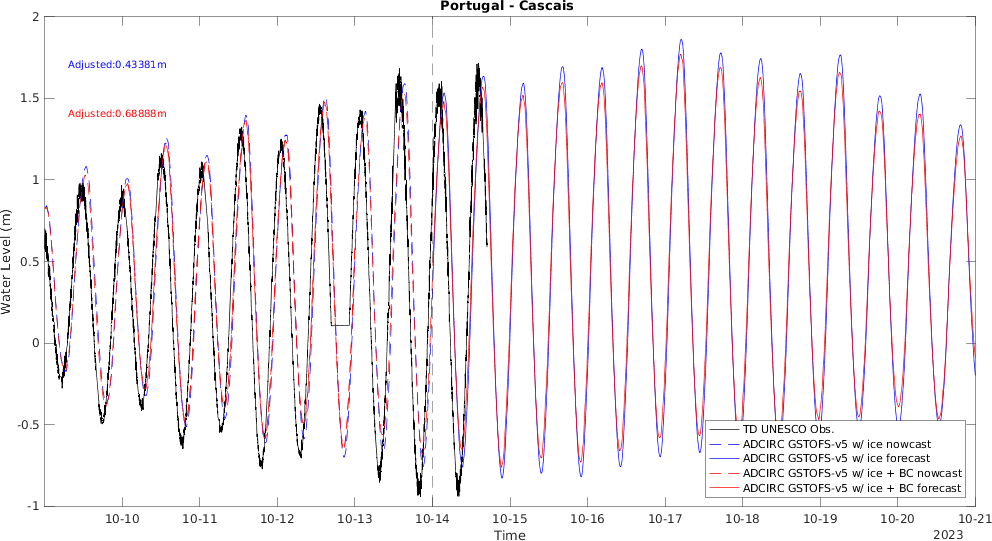 Portugal - Cascais
2
1.5
1
0.5
0
-0.5
-1
Water Level (m)
Adjusted:0.43381m
Adjusted:0.68888m
TD UNESCO Obs.
ADCIRC GSTOFS-v5 w/ ice nowcast
ADCIRC GSTOFS-v5 w/ ice forecast
ADCIRC GSTOFS-v5 w/ ice + BC nowcast
ADCIRC GSTOFS-v5 w/ ice + BC forecast
10-10 10-11 10-12 10-13 10-14 10-15 10-16 10-17 10-18 10-19 10-20 10-21
Time
2023